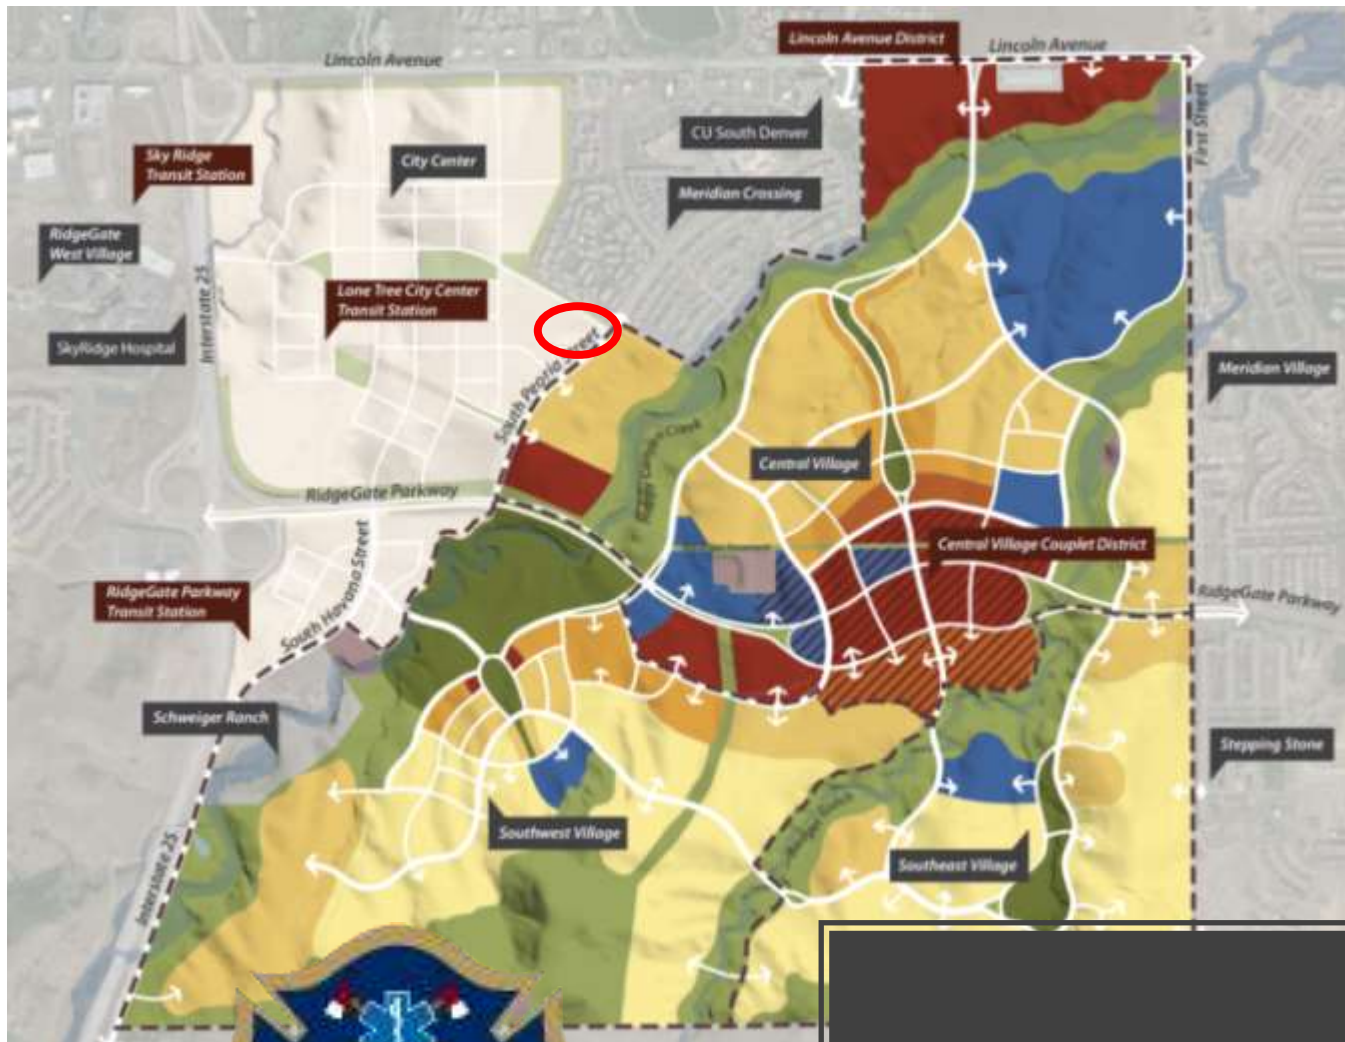 Lincoln Avenue District
Lincoln Avenue
Lincoln Avenue
CU South Denver
First Street
Sky Ridge
Transit Station
City Center
Meridian Crossing
RidgeGate
West Village
Interstate 25
Lone Tree City Center
Transit Station
SkyRidge Hospital
South Peoria Street
Meridian Village
Central Village
RidgeGate Parkway
Central Village Couplet District
South Havana Street
RidgeGate Parkway
Transit Station
RidgeGate Parkway
Schweiger Ranch
Stepping Stone
Southwest Village
Southeast Village
Interstate 25